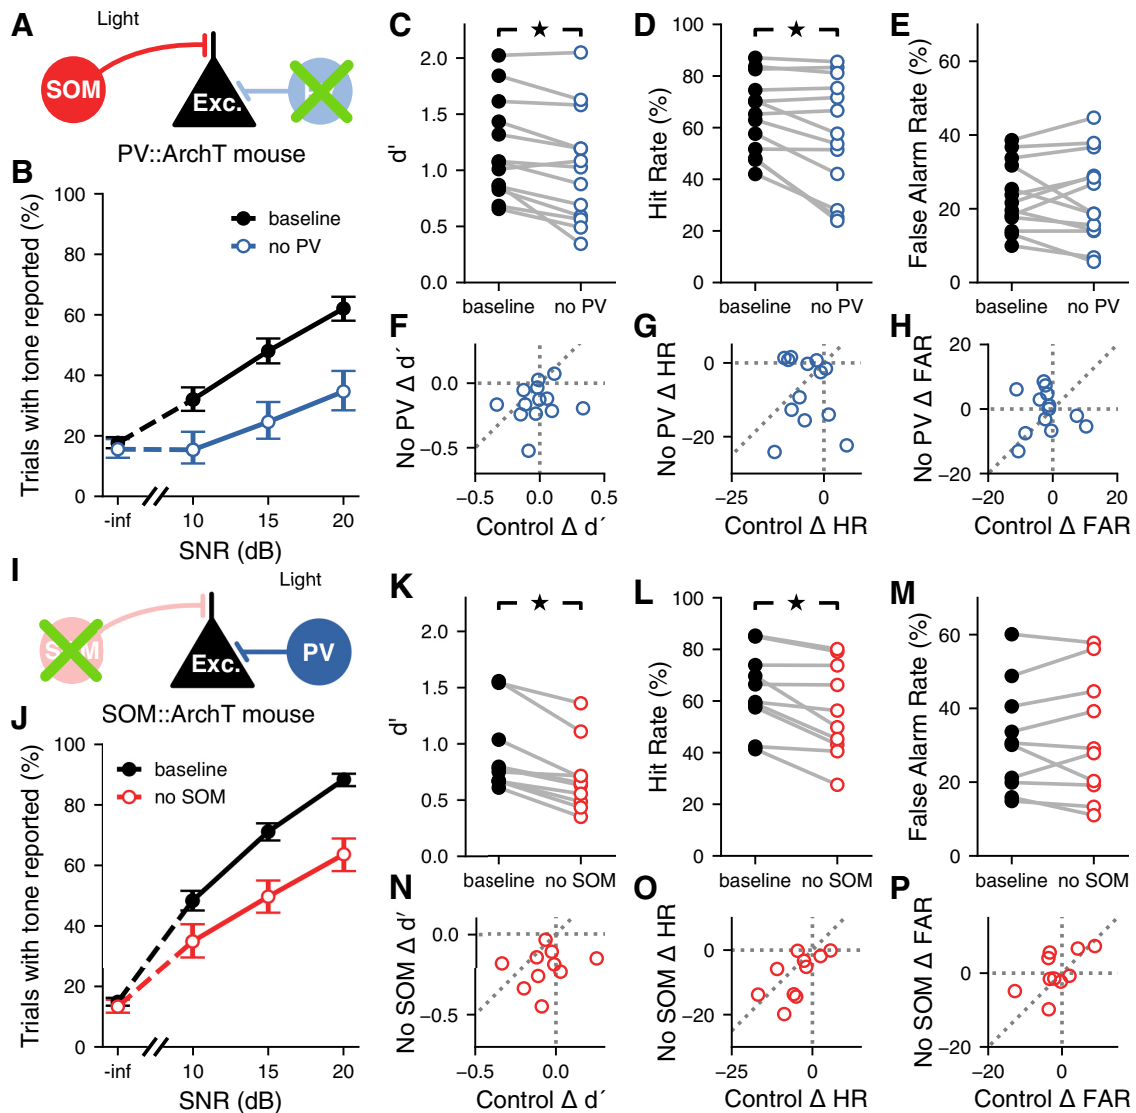 A
Light
SOM
Exc.
PV::ArchT mouse
B
Trials with tone reported (%)
100
80
60
40
20
0
baseline
no PV
-inf
10
15
20
SNR (dB)
C
d'
2.0
1.5
1.0
0.5
0.0
★
baseline
no PV
D
Hit Rate (%)
100
80
60
40
20
0
★
baseline
no PV
E
False Alarm Rate (%)
60
40
20
0
baseline
no PV
F
No PV Δ d´
0.0
−0.5
−0.5
0.0
0.5
Control Δ d´
G
No PV Δ HR
0
−20
−25
0
Control Δ HR
H
No PV Δ FAR
20
0
−20
−20
0
20
Control Δ FAR
I
Light
Exc.
PV
SOM::ArchT mouse
J
Trials with tone reported (%)
100
80
60
40
20
0
baseline
no SOM
-inf
10
15
20
SNR (dB)
K
d'
2.0
1.5
1.0
0.5
0.0
★
baseline
no SOM
L
Hit Rate (%)
100
80
60
40
20
0
★
baseline
no SOM
M
False Alarm Rate (%)
60
40
20
0
baseline
no SOM
N
No SOM Δ d′
0.0
−0.5
−0.5
0.0
Control Δ d´
O
No SOM Δ HR
0
−20
−25
0
Control Δ HR
P
No SOM Δ FAR
0
−20
−20
0
Control Δ FAR